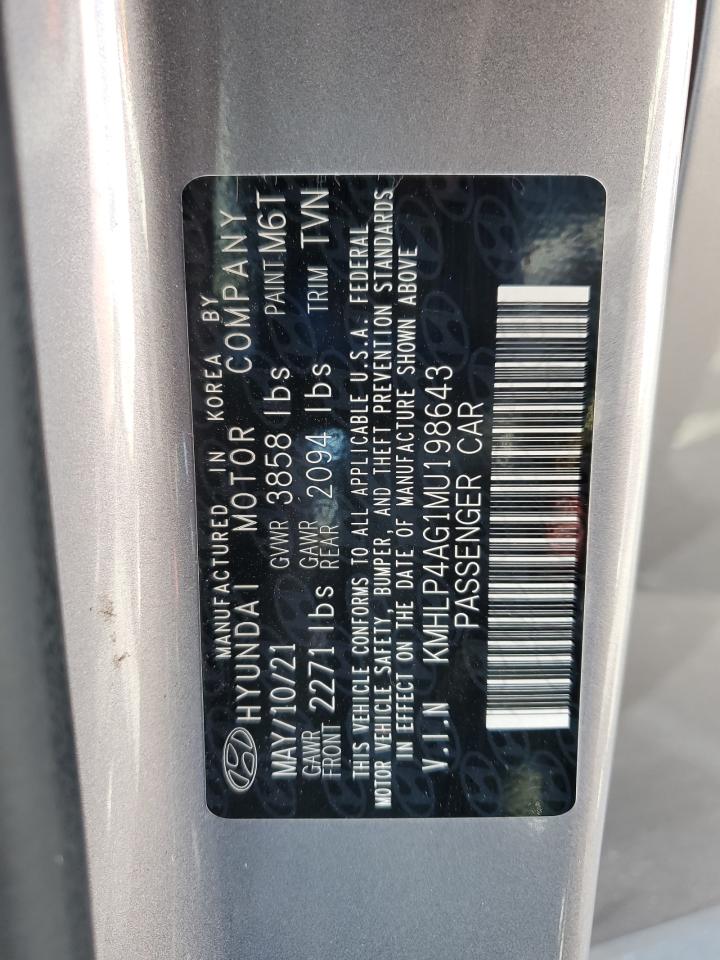 MANUFACTURED IN KOREA BY
HYUNDAI MOTOR COMPANY
MAY/10/21 GVWR 3858 lbs PAINT M6T
GAWR FRONT 2271 lbs GAWR REAR 2094 lbs TRIM TVN
THIS VEHICLE CONFORMS TO ALL APPLICABLE U.S.A. FEDERAL
MOTOR VEHICLE SAFETY, BUMPER, AND THEFT PREVENTION STANDARDS
IN EFFECT ON THE DATE OF MANUFACTURE SHOWN ABOVE
V.I.N KMHLP4AG1MU198643
PASSENGER CAR